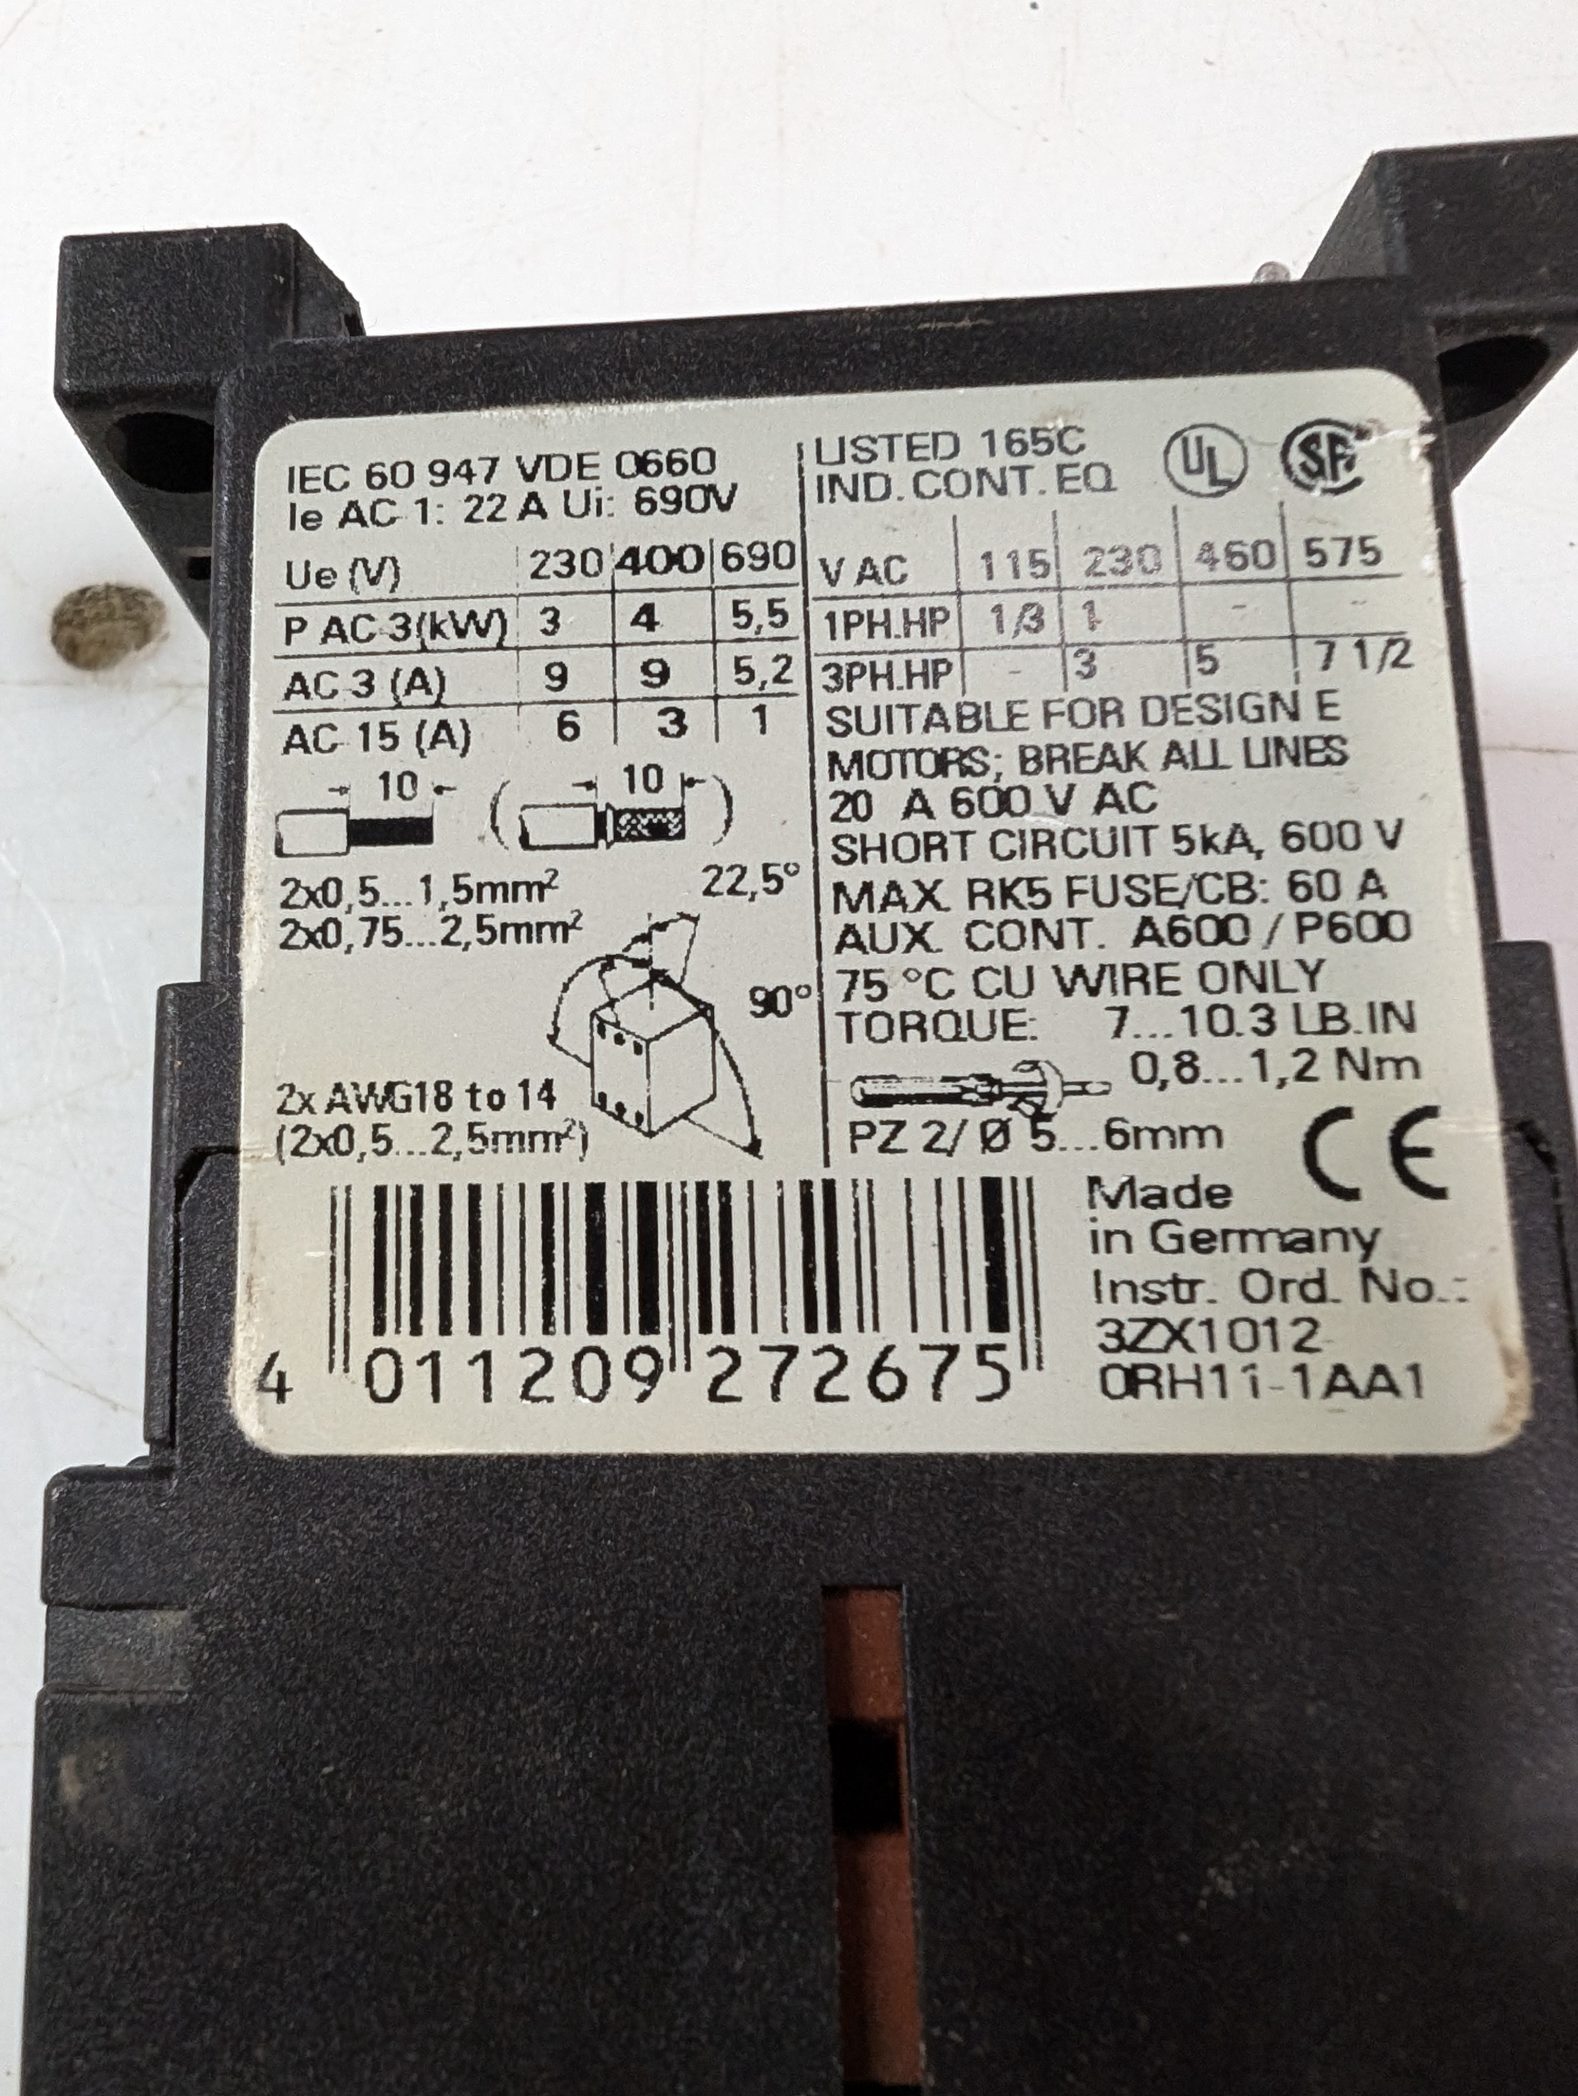 IEC 60 947 VDE 0660
Ie AC-1: 22 A Ui: 690V
Ue (V) 230 400 690
P AC-3(kW) 3 4 5,5
AC-3 (A) 9 9 5,2
AC-15 (A) 6 3 1
10 ( 10 )
2x0,5...1,5mm²
2x0,75...2,5mm²
22,5°
90°
2x AWG18 to 14
(2x0,5...2,5mm²)
LISTED 165C
IND. CONT. EQ
UL
V AC 115 230 460 575
1PH.HP 1/3 1 - -
3PH.HP - 3 5 7 1/2
SUITABLE FOR DESIGN E
MOTORS; BREAK ALL LINES
20 A 600 V AC
SHORT CIRCUIT 5kA, 600 V
MAX. RK5 FUSE/CB: 60 A
AUX. CONT. A600 / P600
75 °C CU WIRE ONLY
TORQUE: 7...10.3 LB.IN
0,8...1,2 Nm
PZ 2/ Ø 5...6mm
CE
4 011209 272675
Made
in Germany
Instr. Ord. No.:
3ZX1012-
0RH11-1AA1